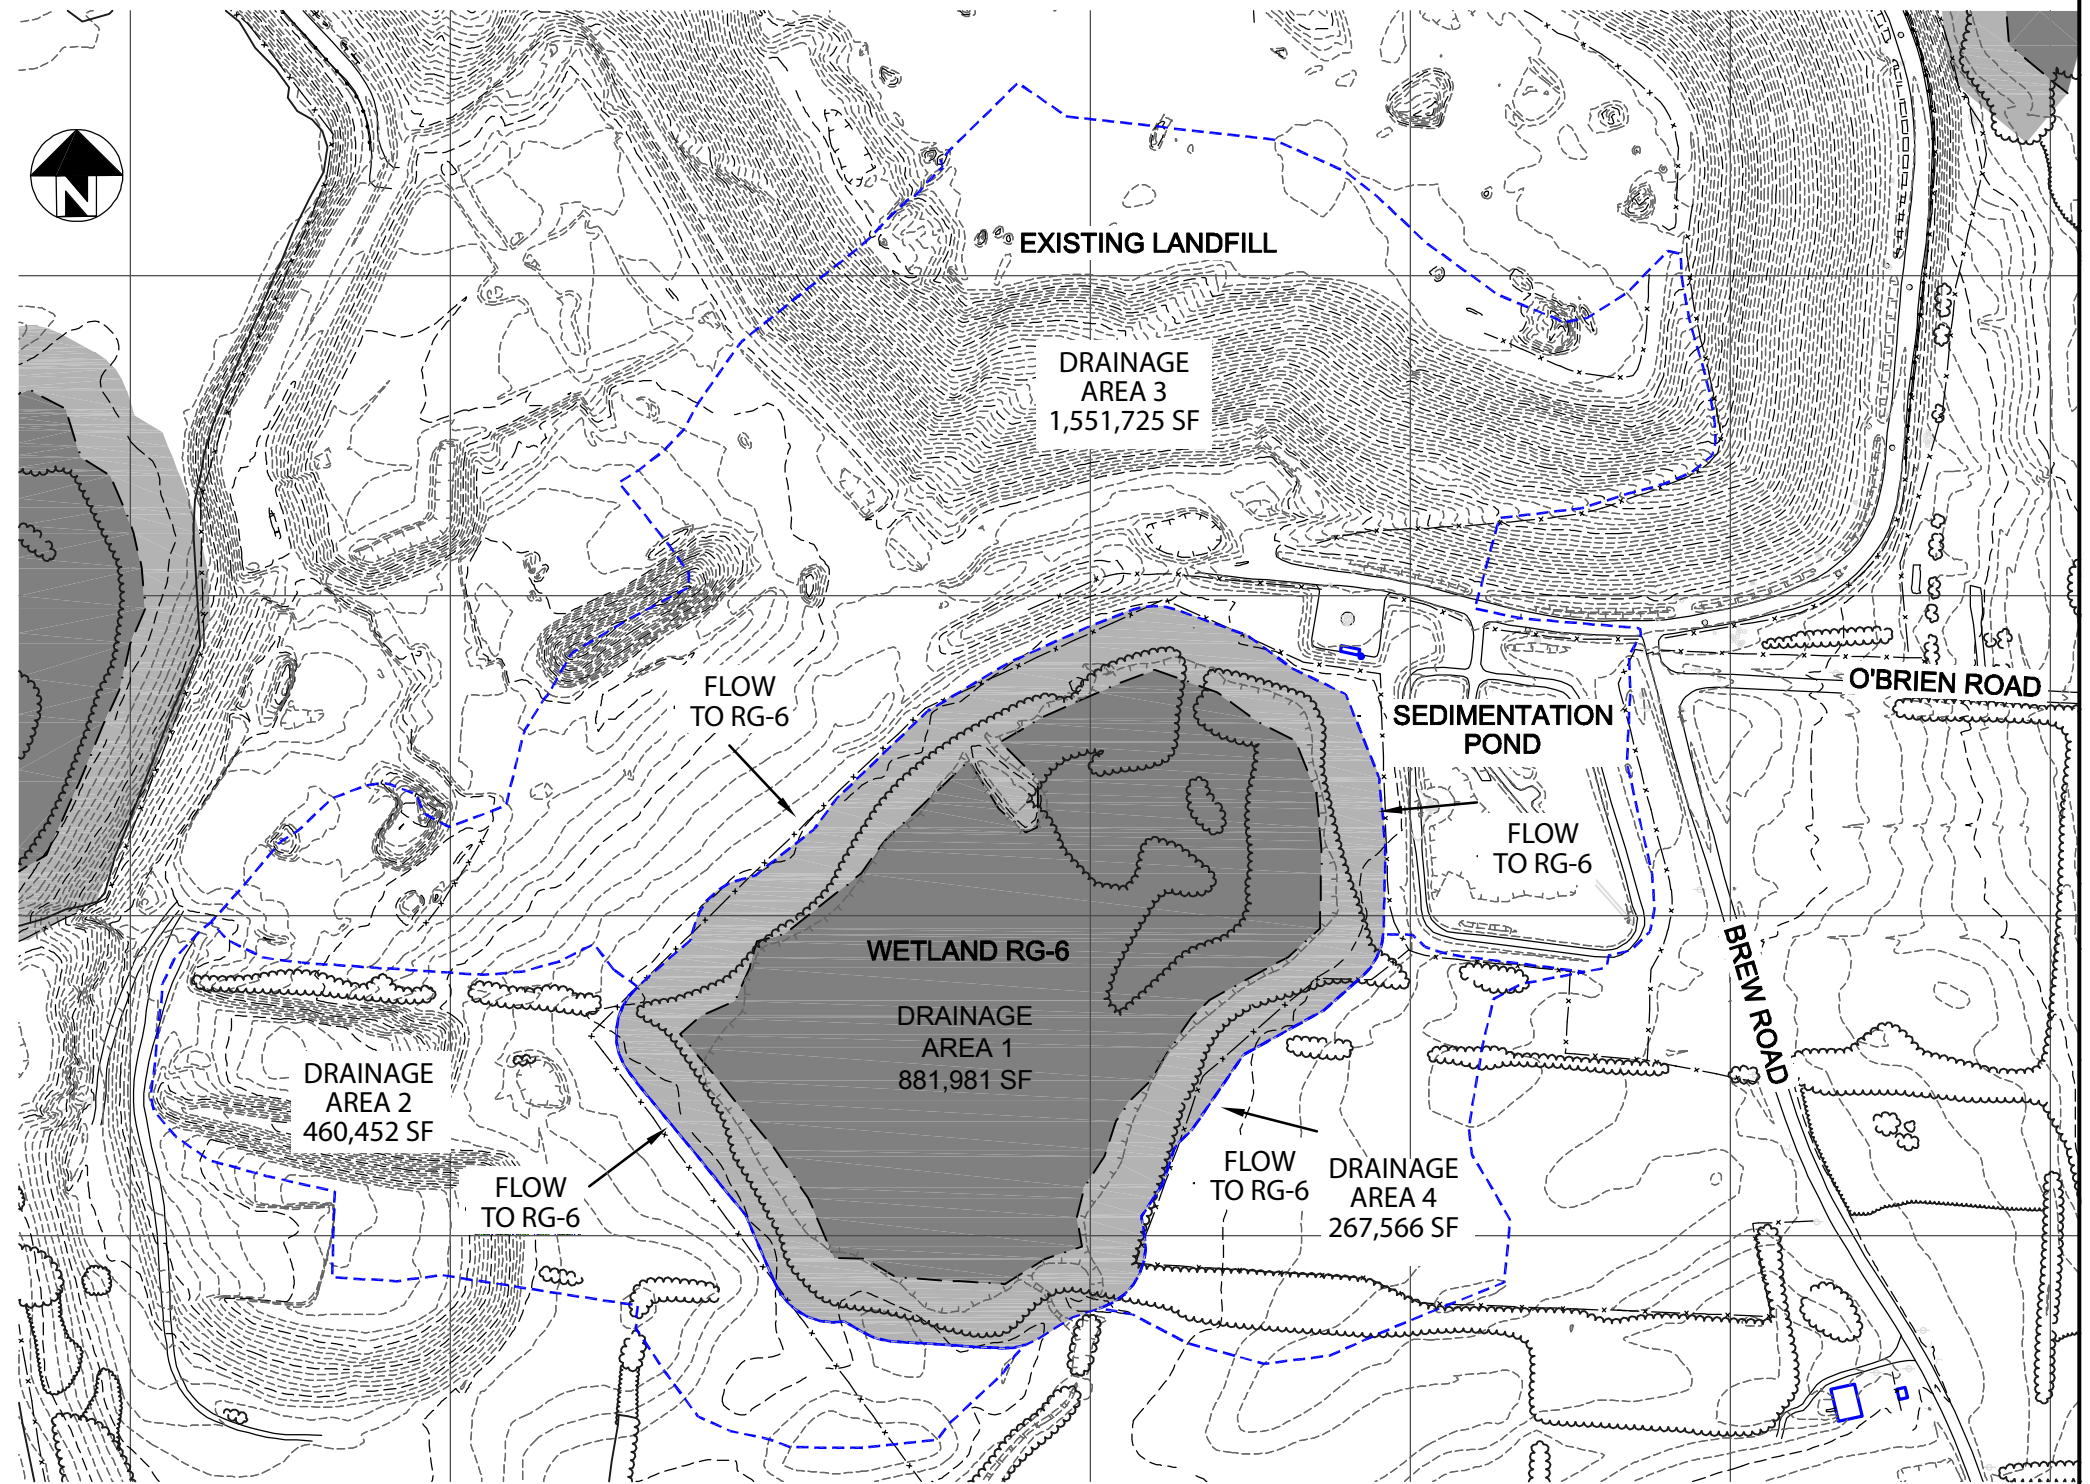 N
EXISTING LANDFILL
DRAINAGE
AREA 3
1,551,725 SF
FLOW
TO RG-6
O'BRIEN ROAD
SEDIMENTATION
POND
FLOW
TO RG-6
WETLAND RG-6
DRAINAGE
AREA 1
881,981 SF
BREW ROAD
DRAINAGE
AREA 2
460,452 SF
FLOW
TO RG-6
FLOW
TO RG-6
DRAINAGE
AREA 4
267,566 SF